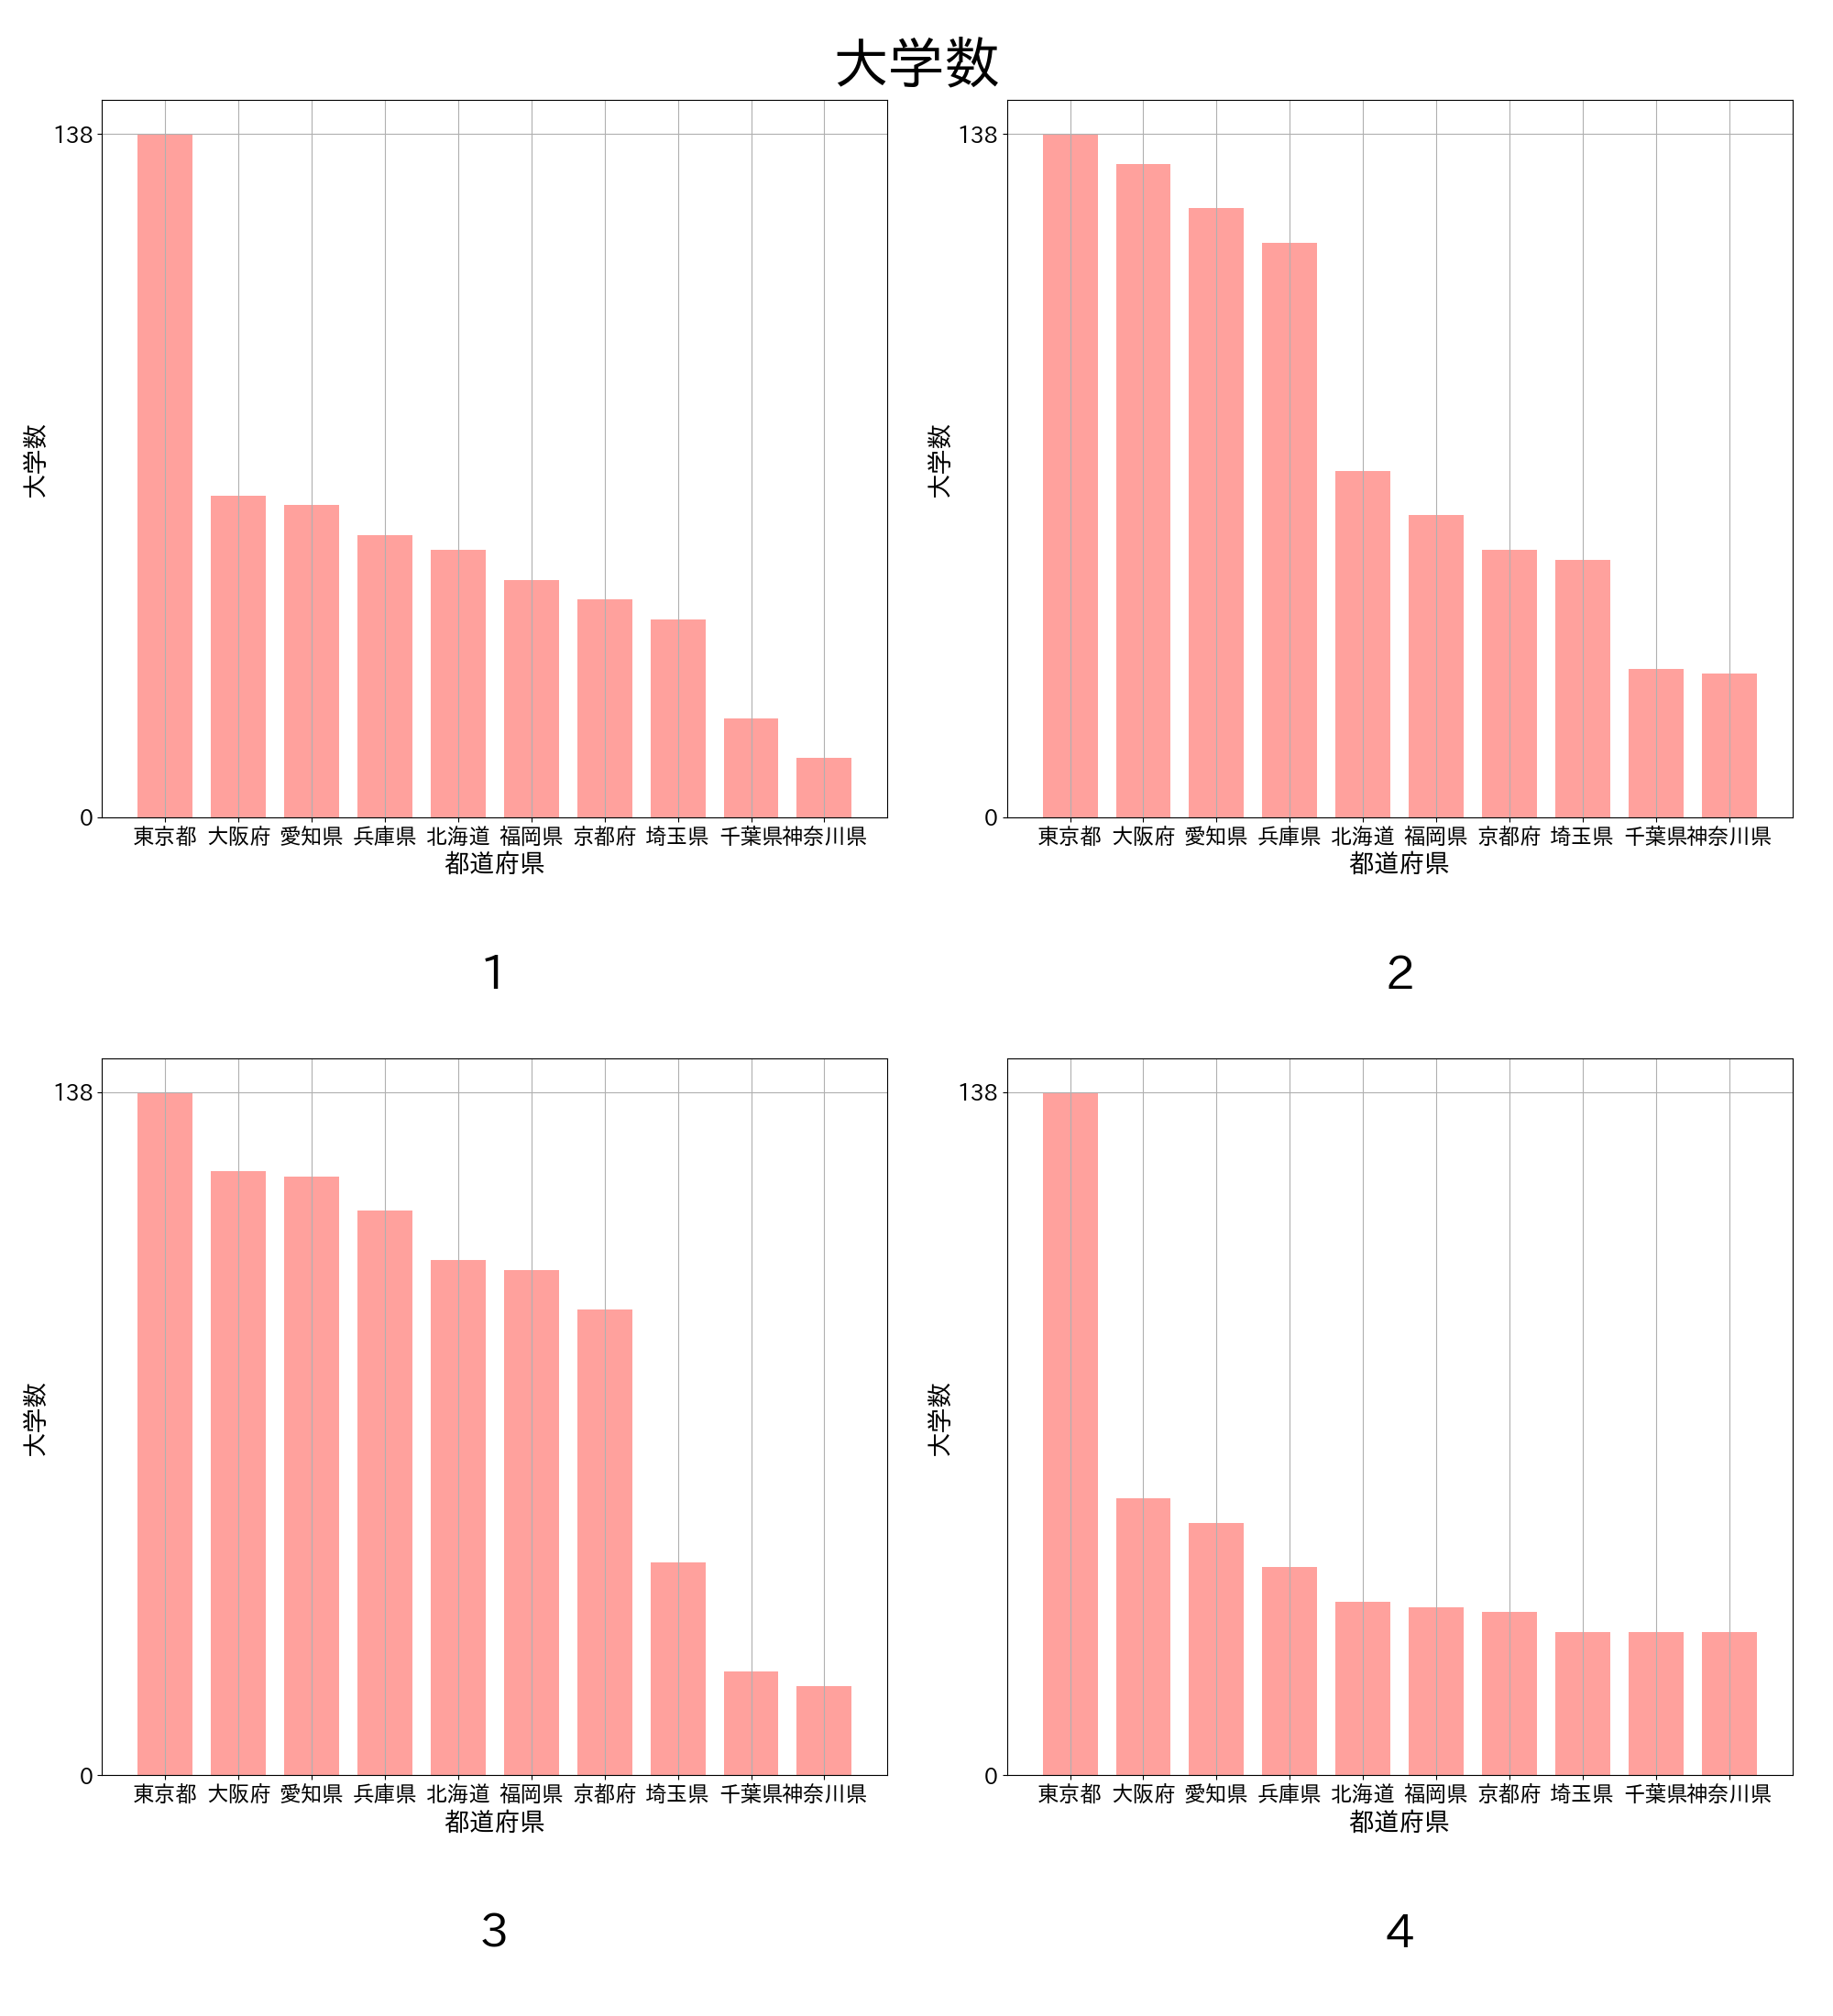 大学数
138
0
大学数
東京都 大阪府 愛知県 兵庫県 北海道 福岡県 京都府 埼玉県 千葉県 神奈川県
都道府県
1
138
0
大学数
東京都 大阪府 愛知県 兵庫県 北海道 福岡県 京都府 埼玉県 千葉県 神奈川県
都道府県
2
138
0
大学数
東京都 大阪府 愛知県 兵庫県 北海道 福岡県 京都府 埼玉県 千葉県 神奈川県
都道府県
3
138
0
大学数
東京都 大阪府 愛知県 兵庫県 北海道 福岡県 京都府 埼玉県 千葉県 神奈川県
都道府県
4